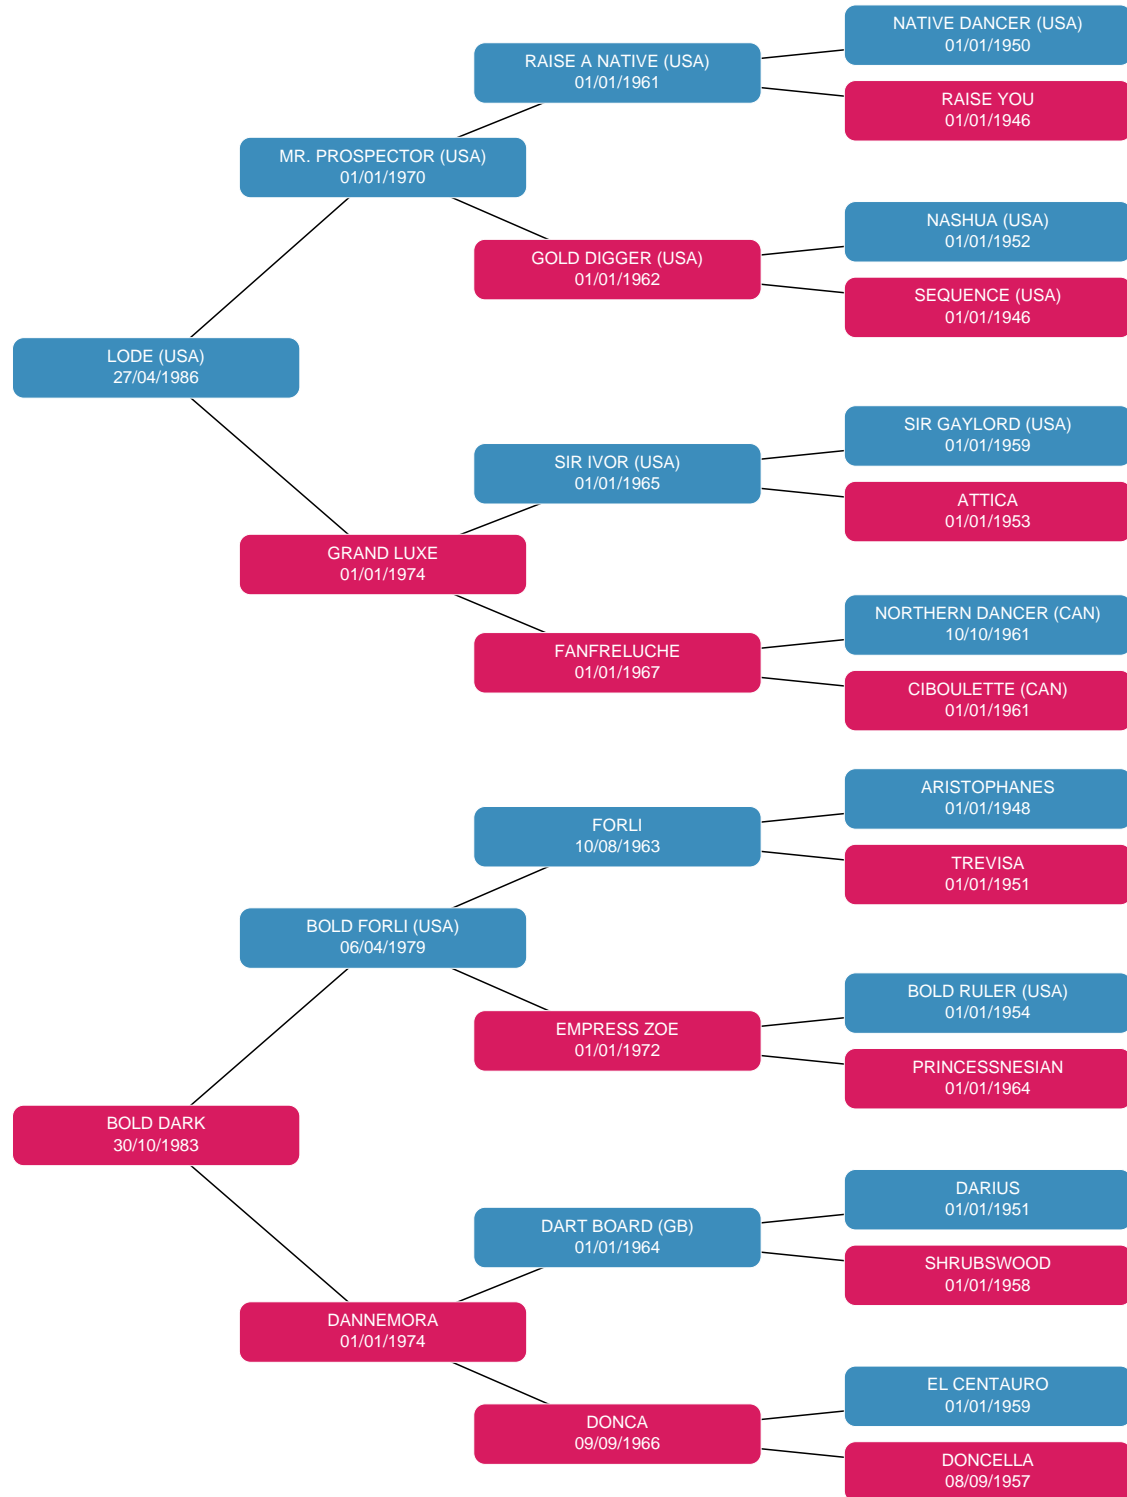 NATIVE DANCER (USA)
01/01/1950
RAISE A NATIVE (USA)
01/01/1961
RAISE YOU
01/01/1946
MR. PROSPECTOR (USA)
01/01/1970
NASHUA (USA)
01/01/1952
GOLD DIGGER (USA)
01/01/1962
SEQUENCE (USA)
01/01/1946
LODE (USA)
27/04/1986
SIR GAYLORD (USA)
01/01/1959
SIR IVOR (USA)
01/01/1965
ATTICA
01/01/1953
GRAND LUXE
01/01/1974
NORTHERN DANCER (CAN)
10/10/1961
FANFRELUCHE
01/01/1967
CIBOULETTE (CAN)
01/01/1961
ARISTOPHANES
01/01/1948
FORLI
10/08/1963
TREVISA
01/01/1951
BOLD FORLI (USA)
06/04/1979
BOLD RULER (USA)
01/01/1954
EMPRESS ZOE
01/01/1972
PRINCESSNESIAN
01/01/1964
BOLD DARK
30/10/1983
DARIUS
01/01/1951
DART BOARD (GB)
01/01/1964
SHRUBSWOOD
01/01/1958
DANNEMORA
01/01/1974
EL CENTAURO
01/01/1959
DONCA
09/09/1966
DONCELLA
08/09/1957